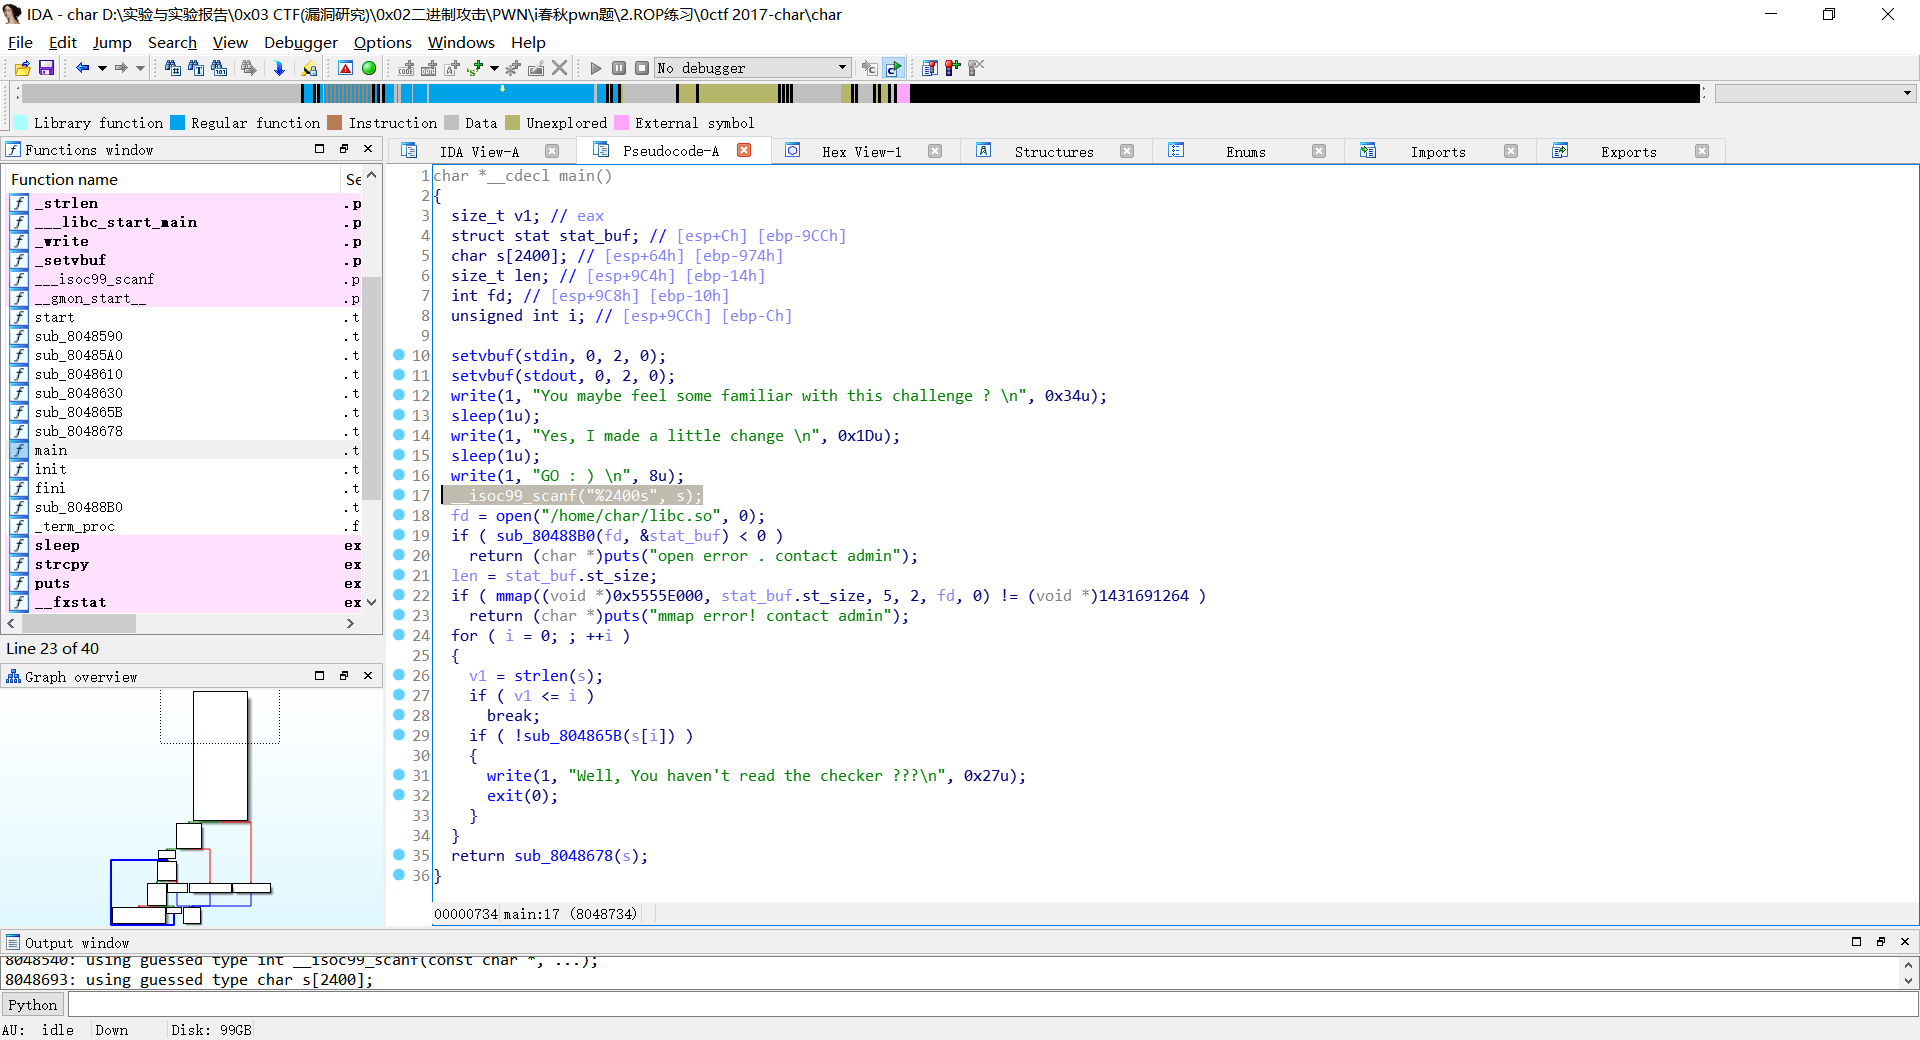 IDA - char D:\实验与实验报告\0x03 CTF(漏洞研究)\0x02二进制攻击\PWN\i春秋pwn题\2.ROP练习\0ctf 2017-char\char
File Edit Jump Search View Debugger Options Windows Help
No debugger
Library function Regular function Instruction Data Unexplored External symbol
Functions window
Function name Se
_strlen .p
___libc_start_main .p
_write .p
_setvbuf .p
___isoc99_scanf .p
__gmon_start__ .p
start .t
sub_8048590 .t
sub_80485A0 .t
sub_8048610 .t
sub_8048630 .t
sub_804865B .t
sub_8048678 .t
main .t
init .t
fini .t
sub_80488B0 .t
_term_proc .f
sleep ex
strcpy ex
puts ex
__fxstat ex
Line 23 of 40
Graph overview
IDA View-A Pseudocode-A Hex View-1 Structures Enums Imports Exports
1 char *__cdecl main()
2 {
3 size_t v1; // eax
4 struct stat stat_buf; // [esp+Ch] [ebp-9CCh]
5 char s[2400]; // [esp+64h] [ebp-974h]
6 size_t len; // [esp+9C4h] [ebp-14h]
7 int fd; // [esp+9C8h] [ebp-10h]
8 unsigned int i; // [esp+9CCh] [ebp-Ch]
9
10 setvbuf(stdin, 0, 2, 0);
11 setvbuf(stdout, 0, 2, 0);
12 write(1, "You maybe feel some familiar with this challenge ? \n", 0x34u);
13 sleep(1u);
14 write(1, "Yes, I made a little change \n", 0x1Du);
15 sleep(1u);
16 write(1, "GO : ) \n", 8u);
17 __isoc99_scanf("%2400s", s);
18 fd = open("/home/char/libc.so", 0);
19 if ( sub_80488B0(fd, &stat_buf) < 0 )
20 return (char *)puts("open error . contact admin");
21 len = stat_buf.st_size;
22 if ( mmap((void *)0x5555E000, stat_buf.st_size, 5, 2, fd, 0) != (void *)1431691264 )
23 return (char *)puts("mmap error! contact admin");
24 for ( i = 0; ; ++i )
25 {
26 v1 = strlen(s);
27 if ( v1 <= i )
28 break;
29 if ( !sub_804865B(s[i]) )
30 {
31 write(1, "Well, You haven't read the checker ???\n", 0x27u);
32 exit(0);
33 }
34 }
35 return sub_8048678(s);
36 }
00000734 main:17 (8048734)
Output window
8048540: using guessed type int __isoc99_scanf(const char *, ...);
8048693: using guessed type char s[2400];
Python
AU: idle Down Disk: 99GB